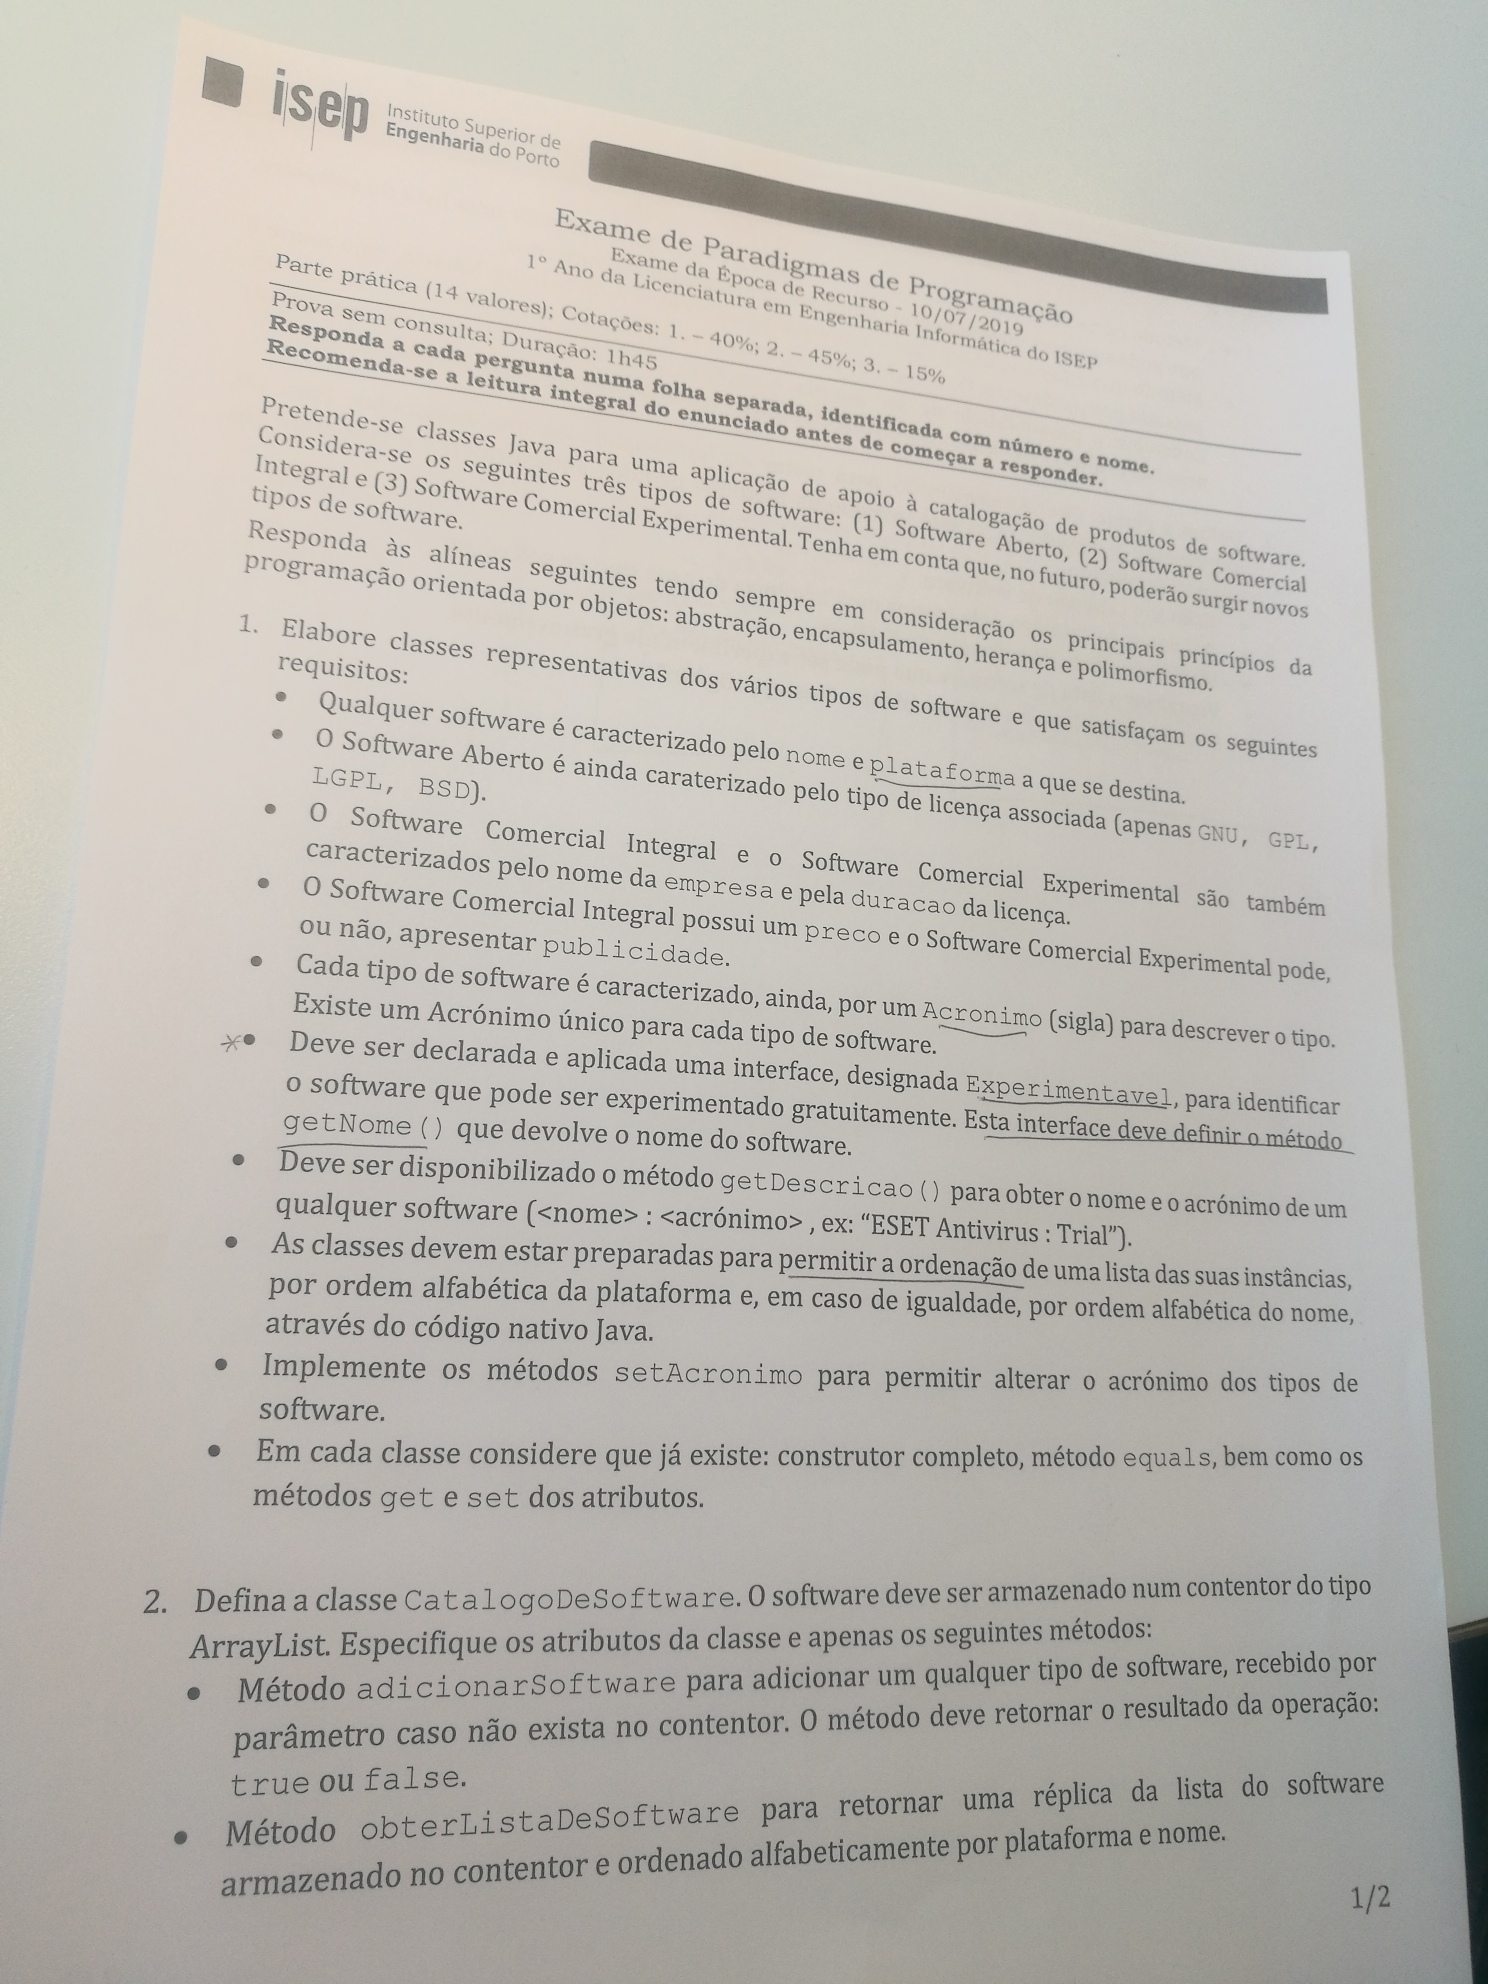 isep Instituto Superior de
Engenharia do Porto
Exame de Paradigmas de Programação
Exame da Época de Recurso - 10/07/2019
1º Ano da Licenciatura em Engenharia Informática do ISEP
Parte prática (14 valores); Cotações: 1. – 40%; 2. – 45%; 3. – 15%
Prova sem consulta; Duração: 1h45
Responda a cada pergunta numa folha separada, identificada com número e nome.
Recomenda-se a leitura integral do enunciado antes de começar a responder.
Pretende-se classes Java para uma aplicação de apoio à catalogação de produtos de software.
Considera-se os seguintes três tipos de software: (1) Software Aberto, (2) Software Comercial
Integral e (3) Software Comercial Experimental. Tenha em conta que, no futuro, poderão surgir novos
tipos de software.
Responda às alíneas seguintes tendo sempre em consideração os principais princípios da
programação orientada por objetos: abstração, encapsulamento, herança e polimorfismo.
1. Elabore classes representativas dos vários tipos de software e que satisfaçam os seguintes
requisitos:
• Qualquer software é caracterizado pelo nome e plataforma a que se destina.
• O Software Aberto é ainda caraterizado pelo tipo de licença associada (apenas GNU, GPL,
LGPL, BSD).
• O Software Comercial Integral e o Software Comercial Experimental são também
caracterizados pelo nome da empresa e pela duracao da licença.
• O Software Comercial Integral possui um preco e o Software Comercial Experimental pode,
ou não, apresentar publicidade.
• Cada tipo de software é caracterizado, ainda, por um Acronimo (sigla) para descrever o tipo.
Existe um Acrónimo único para cada tipo de software.
*• Deve ser declarada e aplicada uma interface, designada Experimentavel, para identificar
o software que pode ser experimentado gratuitamente. Esta interface deve definir o método
getNome() que devolve o nome do software.
• Deve ser disponibilizado o método getDescricao() para obter o nome e o acrónimo de um
qualquer software (<nome> : <acrónimo> , ex: “ESET Antivirus : Trial”).
• As classes devem estar preparadas para permitir a ordenação de uma lista das suas instâncias,
por ordem alfabética da plataforma e, em caso de igualdade, por ordem alfabética do nome,
através do código nativo Java.
• Implemente os métodos setAcronimo para permitir alterar o acrónimo dos tipos de
software.
• Em cada classe considere que já existe: construtor completo, método equals, bem como os
métodos get e set dos atributos.
2. Defina a classe CatalogoDeSoftware. O software deve ser armazenado num contentor do tipo
ArrayList. Especifique os atributos da classe e apenas os seguintes métodos:
• Método adicionarSoftware para adicionar um qualquer tipo de software, recebido por
parâmetro caso não exista no contentor. O método deve retornar o resultado da operação:
true ou false.
• Método obterListaDeSoftware para retornar uma réplica da lista do software
armazenado no contentor e ordenado alfabeticamente por plataforma e nome.
1/2